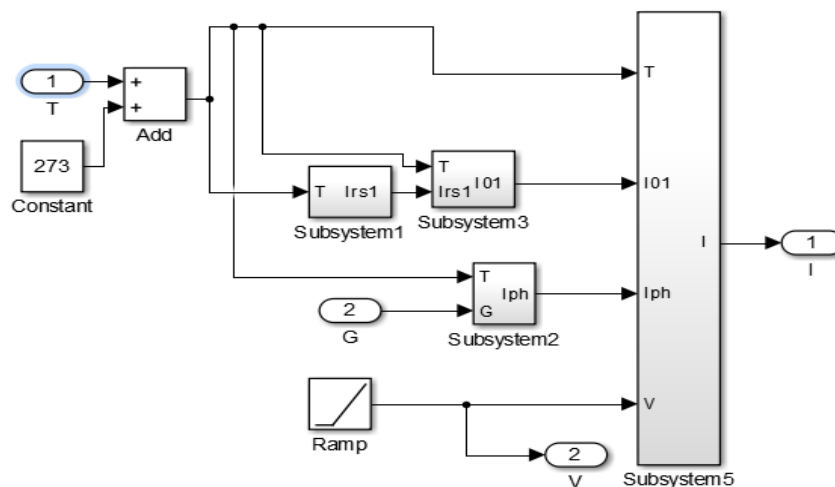 1
+
+
T
Add
273
Constant
T
Irs1
Subsystem1
T
Irs1
I01
Subsystem3
T
G
Iph
Subsystem2
2
G
Ramp
2
V
T
I01
Iph
V
I
Subsystem5
1
I